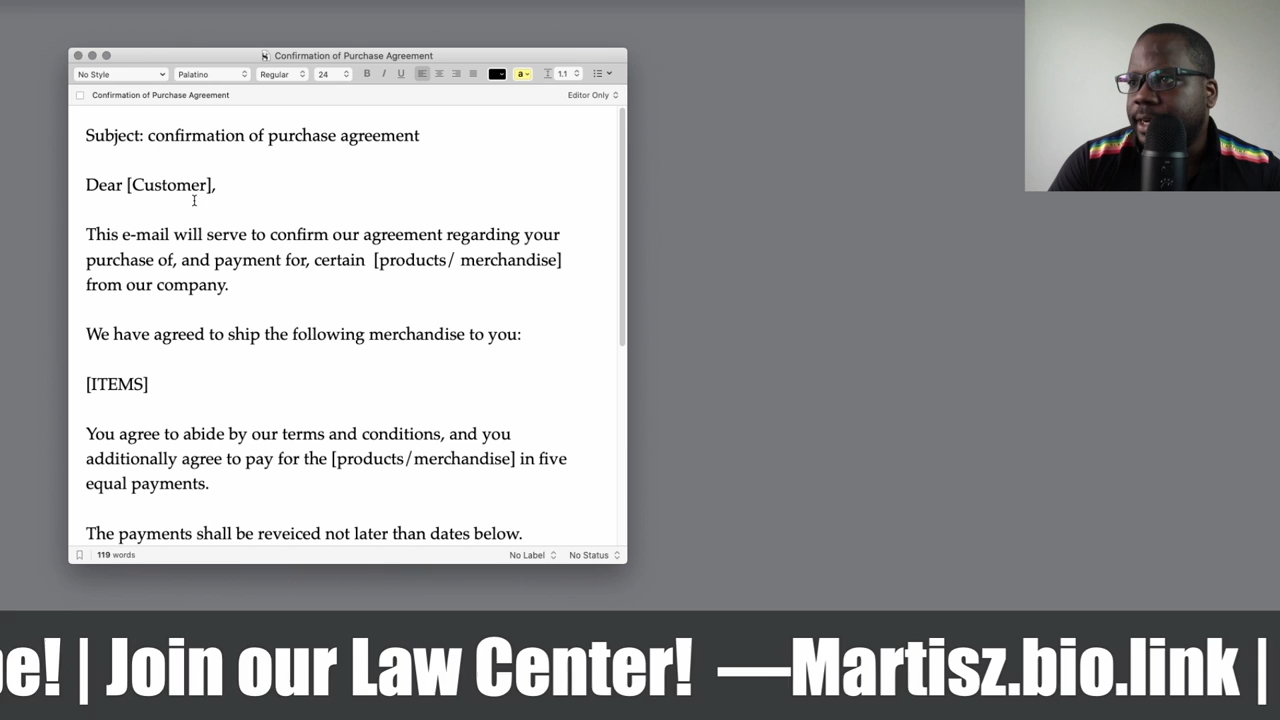 Confirmation of Purchase Agreement
No Style Palatino Regular 24 B I U a 1.1
Confirmation of Purchase Agreement Editor Only
Subject: confirmation of purchase agreement
Dear [Customer],
This e-mail will serve to confirm our agreement regarding your
purchase of, and payment for, certain  [products/ merchandise]
from our company.
We have agreed to ship the following merchandise to you:
[ITEMS]
You agree to abide by our terms and conditions, and you
additionally agree to pay for the [products/merchandise] in five
equal payments.
The payments shall be reveiced not later than dates below.
119 words No Label No Status
e! | Join our Law Center! —Martisz.bio.link |